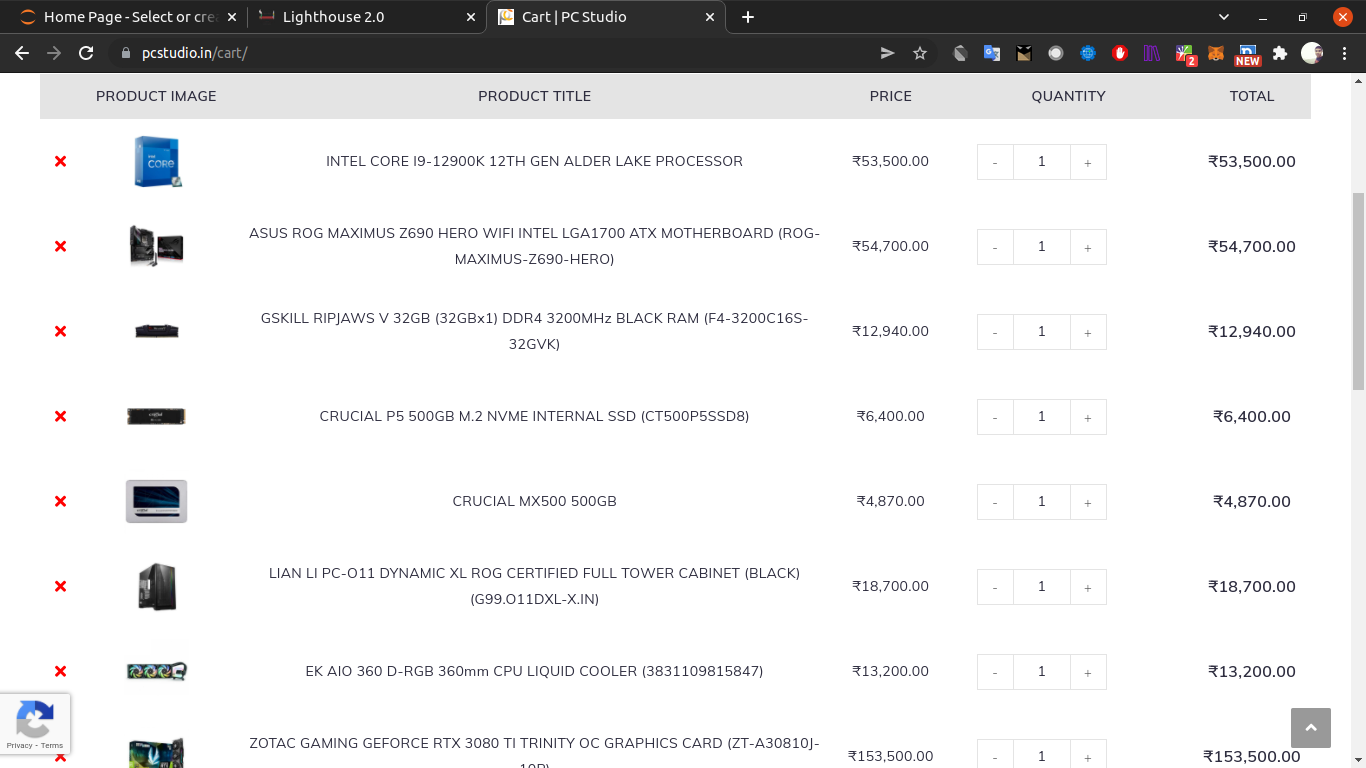 Home Page - Select or cre
Lighthouse 2.0
Cart | PC Studio
pcstudio.in/cart/
2
NEW
PRODUCT IMAGE PRODUCT TITLE PRICE QUANTITY TOTAL
INTEL CORE I9-12900K 12TH GEN ALDER LAKE PROCESSOR ₹53,500.00 - 1 + ₹53,500.00
CORE
ASUS ROG MAXIMUS Z690 HERO WIFI INTEL LGA1700 ATX MOTHERBOARD (ROG-
MAXIMUS-Z690-HERO)
₹54,700.00 - 1 + ₹54,700.00
GSKILL RIPJAWS V 32GB (32GBx1) DDR4 3200MHz BLACK RAM (F4-3200C16S-
32GVK)
₹12,940.00 - 1 + ₹12,940.00
CRUCIAL P5 500GB M.2 NVME INTERNAL SSD (CT500P5SSD8) ₹6,400.00 - 1 + ₹6,400.00
CRUCIAL MX500 500GB ₹4,870.00 - 1 + ₹4,870.00
LIAN LI PC-O11 DYNAMIC XL ROG CERTIFIED FULL TOWER CABINET (BLACK)
(G99.O11DXL-X.IN)
₹18,700.00 - 1 + ₹18,700.00
EK AIO 360 D-RGB 360mm CPU LIQUID COOLER (3831109815847) ₹13,200.00 - 1 + ₹13,200.00
Privacy - Terms
ZOTAC GAMING GEFORCE RTX 3080 TI TRINITY OC GRAPHICS CARD (ZT-A30810J-
10P)
₹153,500.00 - 1 + ₹153,500.00